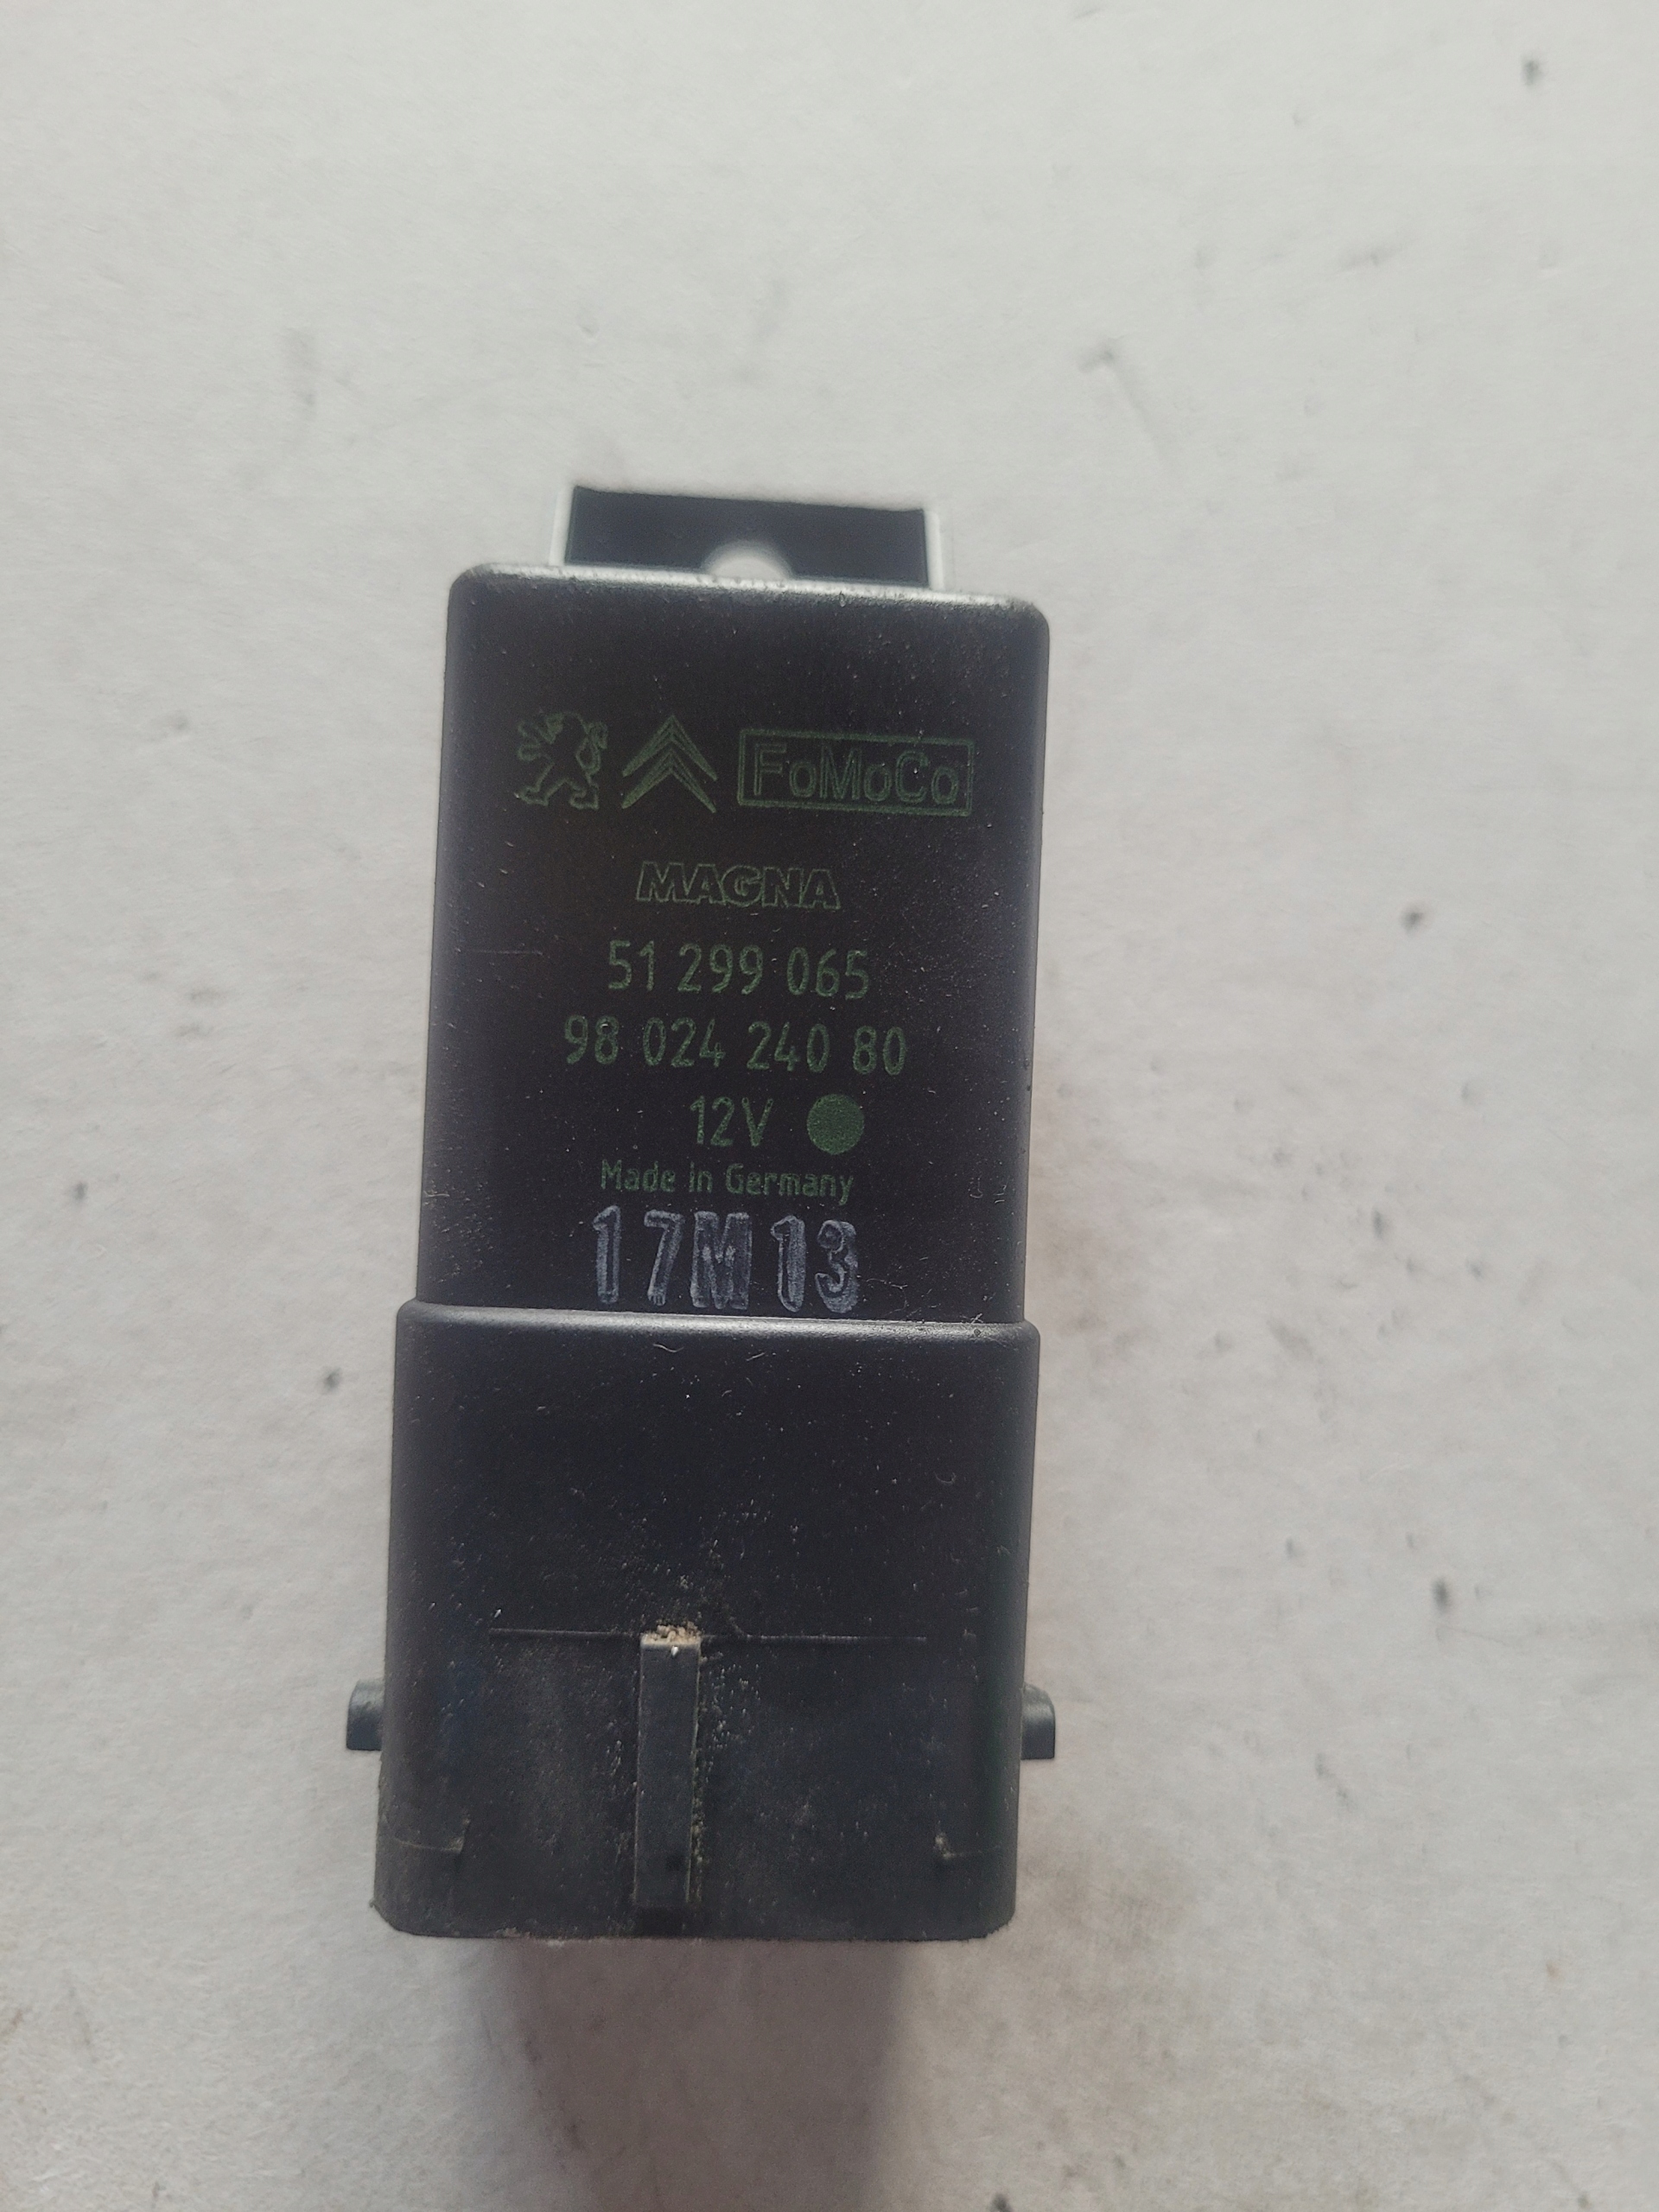 FoMoCo
MAGNA
51 299 065
98 024 240 80
12V
Made in Germany
17M13